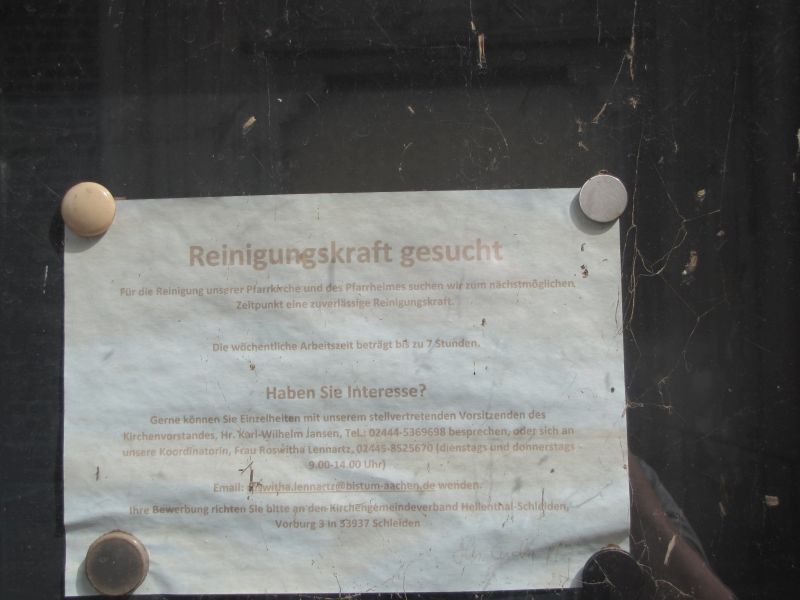 Reinigungskraft gesucht
Für die Reinigung unserer Pfarrkirche und des Pfarrheimes suchen wir zum nächstmöglichen
Zeitpunkt eine zuverlässige Reinigungskraft.
Die wöchentliche Arbeitszeit beträgt bis zu 7 Stunden.
Haben Sie Interesse?
Gerne können Sie Einzelheiten mit unserem stellvertretenden Vorsitzenden des
Kirchenvorstandes, Hr. Karl-Wilhelm Jansen, Tel.: 02444-5369698 besprechen, oder sich an
unsere Koordinatorin, Frau Roswitha Lennartz, 02445-8525670 (dienstags und donnerstags -
9.00-14.00 Uhr)
Email: roswitha.lennartz@bistum-aachen.de wenden.
Ihre Bewerbung richten Sie bitte an den Kirchengemeindeverband Hellenthal-Schleiden,
Vorburg 3 in 53937 Schleiden